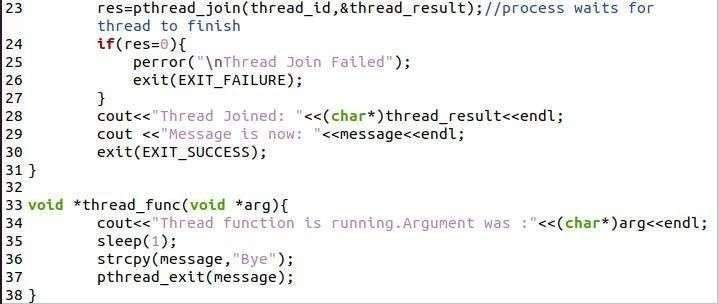 23 res=pthread_join(thread_id,&thread_result);//process waits for
thread to finish
24 if(res=0){
25 perror("\nThread Join Failed");
26 exit(EXIT_FAILURE);
27 }
28 cout<<"Thread Joined: "<<(char*)thread_result<<endl;
29 cout <<"Message is now: "<<message<<endl;
30 exit(EXIT_SUCCESS);
31 }
32
33 void *thread_func(void *arg){
34 cout<<"Thread function is running.Argument was :"<<(char*)arg<<endl;
35 sleep(1);
36 strcpy(message,"Bye");
37 pthread_exit(message);
38 }